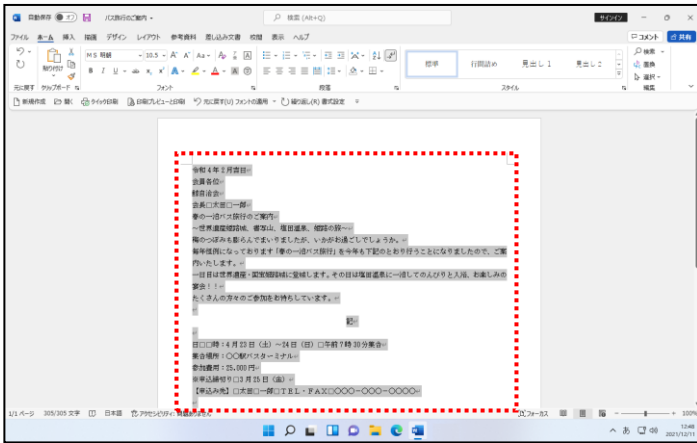 自動保存 オフ バス旅行のご案内
検索 (Alt+Q)
サインイン
ファイル ホーム 挿入 描画 デザイン レイアウト 参考資料 差し込み文書 校閲 表示 ヘルプ
コメント 共有
貼り付け
MS 明朝 10.5
標準 行間詰め 見出し 1 見出し 2
検索
置換
選択
元に戻す クリップボード フォント 段落 スタイル 編集
新規作成 開く クイック印刷 印刷プレビューと印刷 元に戻す(U) フォントの適用 繰り返し(R) 書式設定
令和4年2月吉日
会員各位
会長□太田□一郎
春の一泊バス旅行のご案内
～世界遺産姫路城、書写山、塩田温泉、姫路の旅～
梅のつぼみも膨らんでまいりましたが、いかがお過ごしでしょうか。
毎年恒例になっております「春の一泊バス旅行」を今年も下記のとおり行うことになりましたので、ご案
内いたします。
一日目は世界遺産・国宝姫路城に登城します。その日は塩田温泉に一泊してのんびりと入浴、お楽しみの
宴会！！
たくさんの方々のご参加をお待ちしています。
記
日□□時：4月23日（土）～24日（日）□午前7時30分集合
集合場所：〇〇駅バスターミナル
参加費用：25,000円
※申込締切り□3月25日（金）
【申込み先】□太田□一郎□ＴＥＬ・ＦＡＸ□〇〇〇－〇〇〇－〇〇〇〇
1/1 ページ 305/305 文字 日本語 フォーカス 100%
あ 12:48
2021/12/11